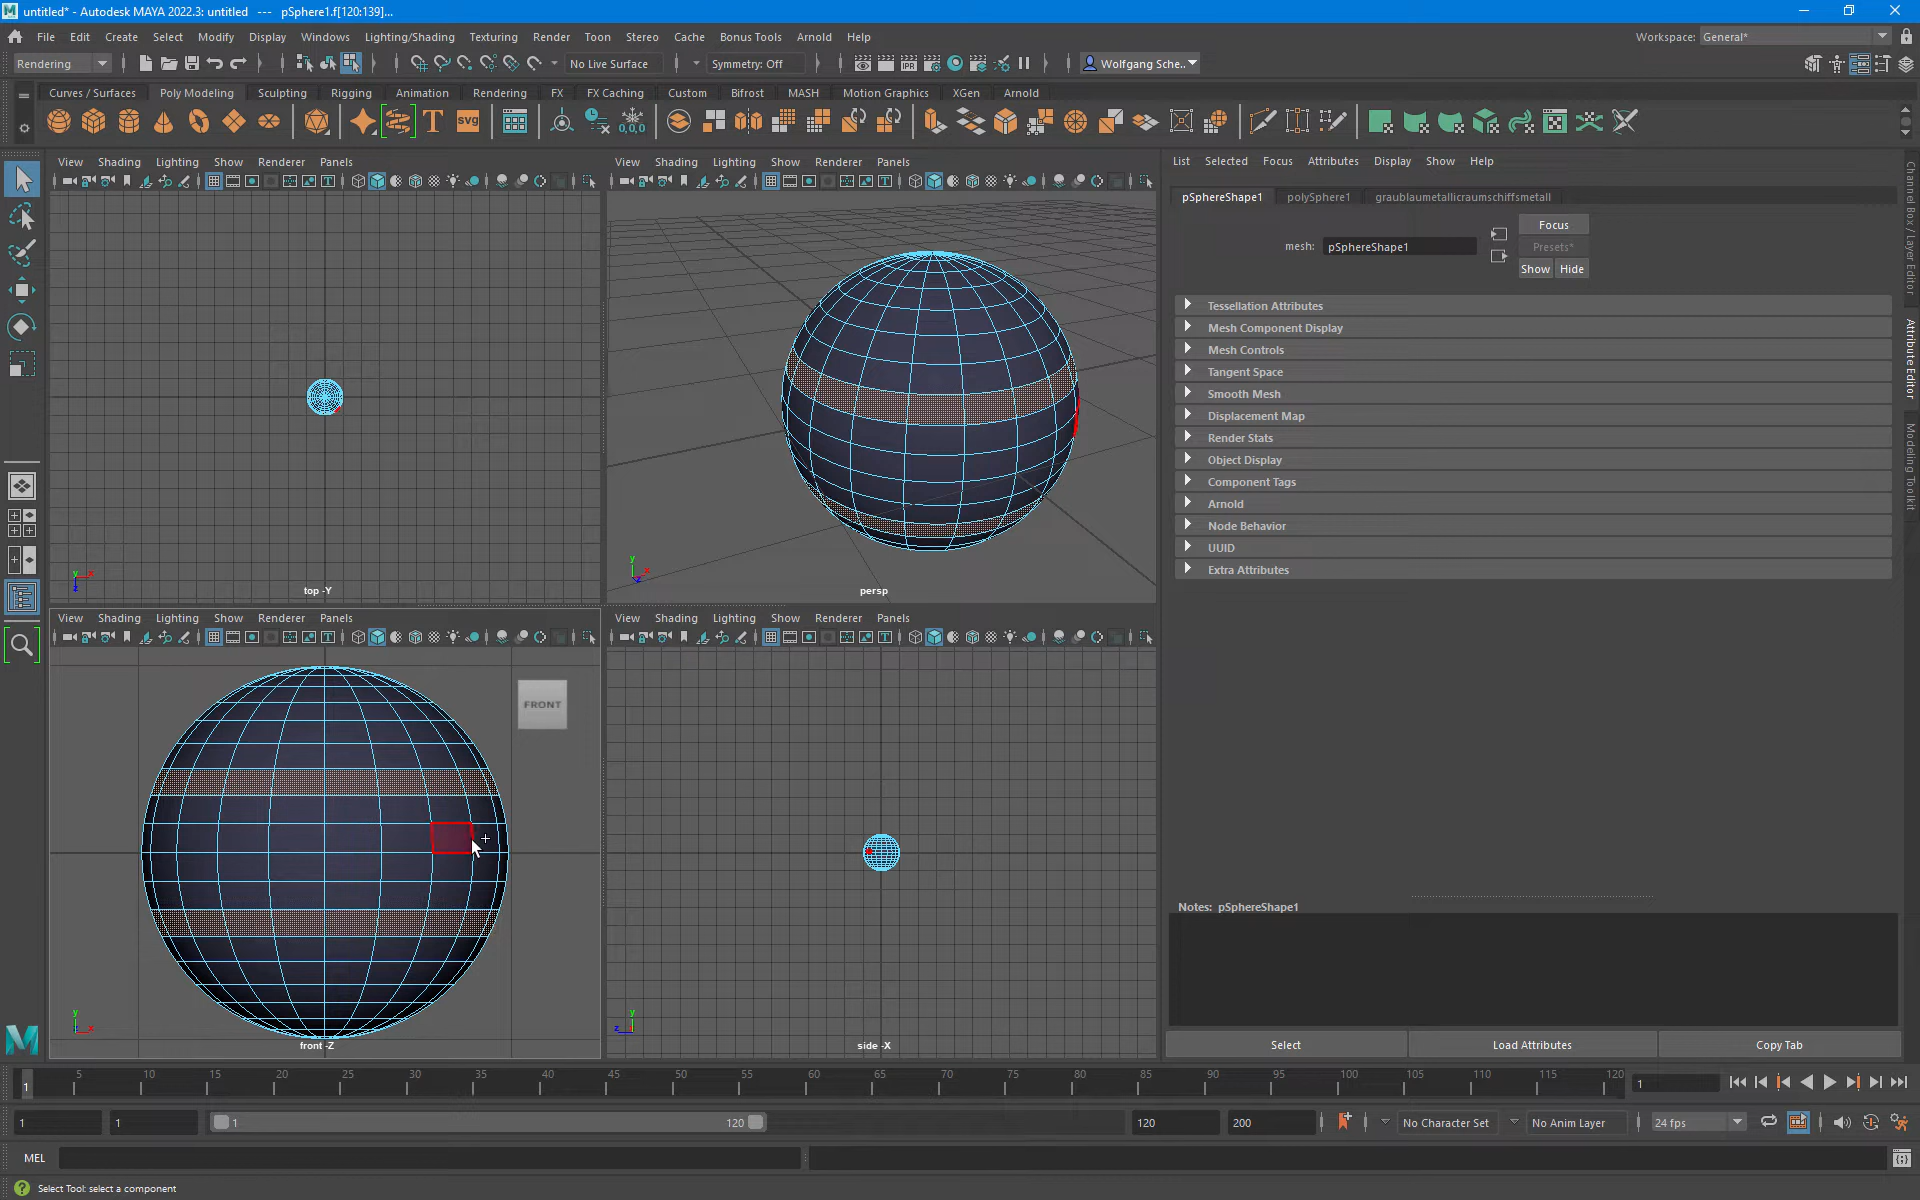 untitled* - Autodesk MAYA 2022.3: untitled --- pSphere1.f[120:139]...
File Edit Create Select Modify Display Windows Lighting/Shading Texturing Render Toon Stereo Cache Bonus Tools Arnold Help Workspace: General*
Rendering No Live Surface Symmetry: Off IPR Wolfgang Sche..
Curves / Surfaces Poly Modeling Sculpting Rigging Animation Rendering FX FX Caching Custom Bifrost MASH Motion Graphics XGen Arnold
T SVG 0,0,0
View Shading Lighting Show Renderer Panels
View Shading Lighting Show Renderer Panels
List Selected Focus Attributes Display Show Help
pSphereShape1 polySphere1 graublaumetallicraumschiffsmetall
mesh: pSphereShape1
Focus
Presets*
Show Hide
Tessellation Attributes
Mesh Component Display
Mesh Controls
Tangent Space
Smooth Mesh
Displacement Map
Render Stats
Object Display
Component Tags
Arnold
Node Behavior
UUID
Extra Attributes
Channel Box / Layer Editor
Attribute Editor
Modeling Toolkit
y x
top -Y
y x z
persp
View Shading Lighting Show Renderer Panels
View Shading Lighting Show Renderer Panels
FRONT
y x
front -Z
y z
side -X
Notes: pSphereShape1
Select Load Attributes Copy Tab
1 5 10 15 20 25 30 35 40 45 50 55 60 65 70 75 80 85 90 95 100 105 110 115 120 1
1 1 1 120 120 200 No Character Set No Anim Layer 24 fps
MEL
Select Tool: select a component